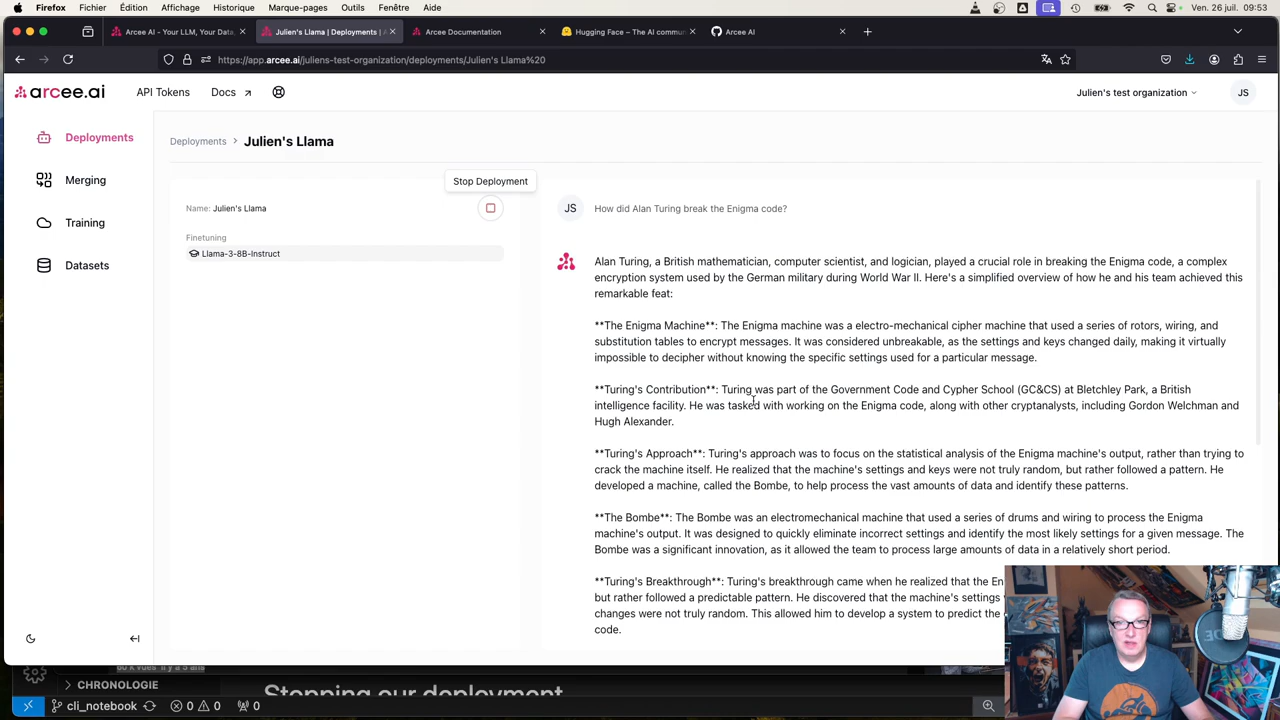 Firefox Fichier Édition Affichage Historique Marque-pages Outils Fenêtre Aide
Ven 26 juil. 09:53
Arcee AI - Your LLM, Your Data,
Julien's Llama | Deployments | A
Arcee Documentation
Hugging Face – The AI commun
Arcee AI
https://app.arcee.ai/juliens-test-organization/deployments/Julien's Llama%20
arcee.ai
API Tokens
Docs
Julien's test organization
JS
Deployments
Merging
Training
Datasets
Deployments > Julien's Llama
Stop Deployment
Name: Julien's Llama
Finetuning
Llama-3-8B-Instruct
JS
How did Alan Turing break the Enigma code?
Alan Turing, a British mathematician, computer scientist, and logician, played a crucial role in breaking the Enigma code, a complex
encryption system used by the German military during World War II. Here's a simplified overview of how he and his team achieved this
remarkable feat:
**The Enigma Machine**: The Enigma machine was a electro-mechanical cipher machine that used a series of rotors, wiring, and
substitution tables to encrypt messages. It was considered unbreakable, as the settings and keys changed daily, making it virtually
impossible to decipher without knowing the specific settings used for a particular message.
**Turing's Contribution**: Turing was part of the Government Code and Cypher School (GC&CS) at Bletchley Park, a British
intelligence facility. He was tasked with working on the Enigma code, along with other cryptanalysts, including Gordon Welchman and
Hugh Alexander.
**Turing's Approach**: Turing's approach was to focus on the statistical analysis of the Enigma machine's output, rather than trying to
crack the machine itself. He realized that the machine's settings and keys were not truly random, but rather followed a pattern. He
developed a machine, called the Bombe, to help process the vast amounts of data and identify these patterns.
**The Bombe**: The Bombe was an electromechanical machine that used a series of drums and wiring to process the Enigma
machine's output. It was designed to quickly eliminate incorrect settings and identify the most likely settings for a given message. The
Bombe was a significant innovation, as it allowed the team to process large amounts of data in a relatively short period.
**Turing's Breakthrough**: Turing's breakthrough came when he realized that the En
but rather followed a predictable pattern. He discovered that the machine's settings
changes were not truly random. This allowed him to develop a system to predict the
code.
CHRONOLOGIE
Stopping our deployment
cli_notebook
0 0 0